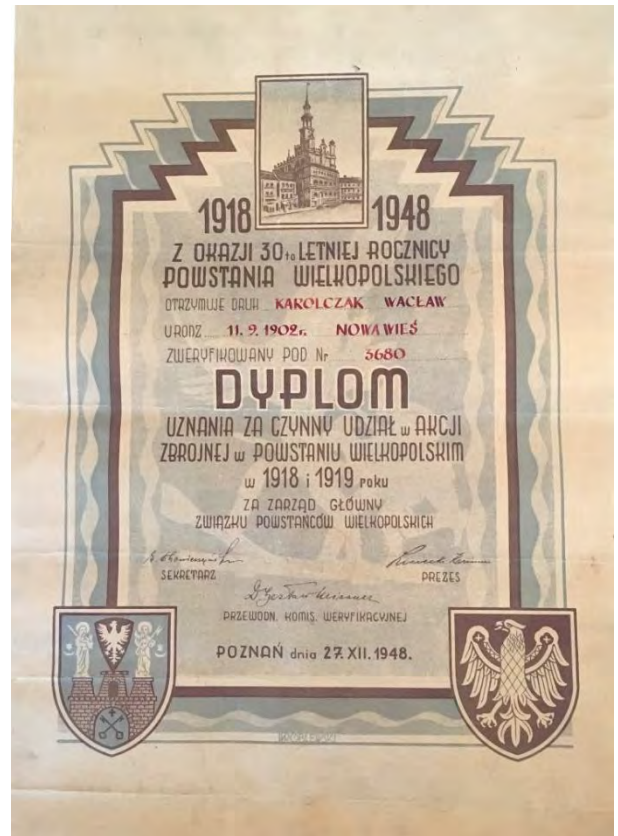 1918 1948
Z OKAZJI 30to LETNIEJ ROCZNICY
POWSTANIA WIELKOPOLSKIEGO
OTRZYMUJE DRUH KAROLCZAK WACŁAW
URODZ. 11.9.1902r. NOWAWIEŚ
ZWERYFIKOWANY POD Nr 3680
DYPLOM
UZNANIA ZA CZYNNY UDZIAŁ w AKCJI
ZBROJNEJ w POWSTANIU WIELKOPOLSKIM
w 1918 i 1919 roku
ZA ZARZĄD GŁÓWNY
ZWIĄZKU POWSTAŃCÓW WIELKOPOLSKICH
SEKRETARZ PREZES
PRZEWODN. KOMIS. WERYFIKACYJNEJ
POZNAŃ dnia 27.XII.1948.